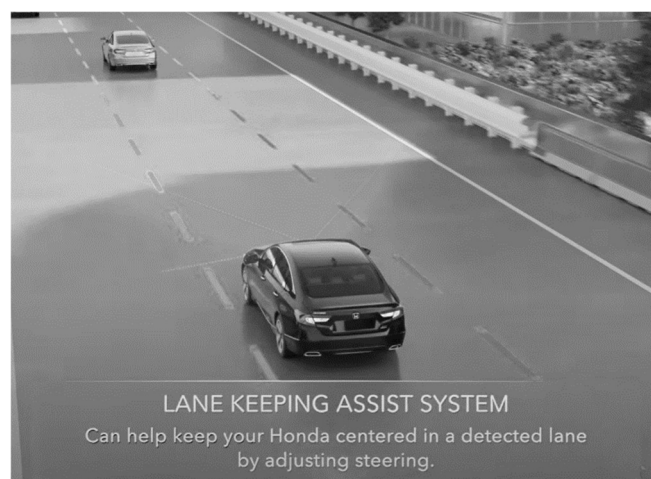 LANE KEEPING ASSIST SYSTEM
Can help keep your Honda centered in a detected lane
by adjusting steering.